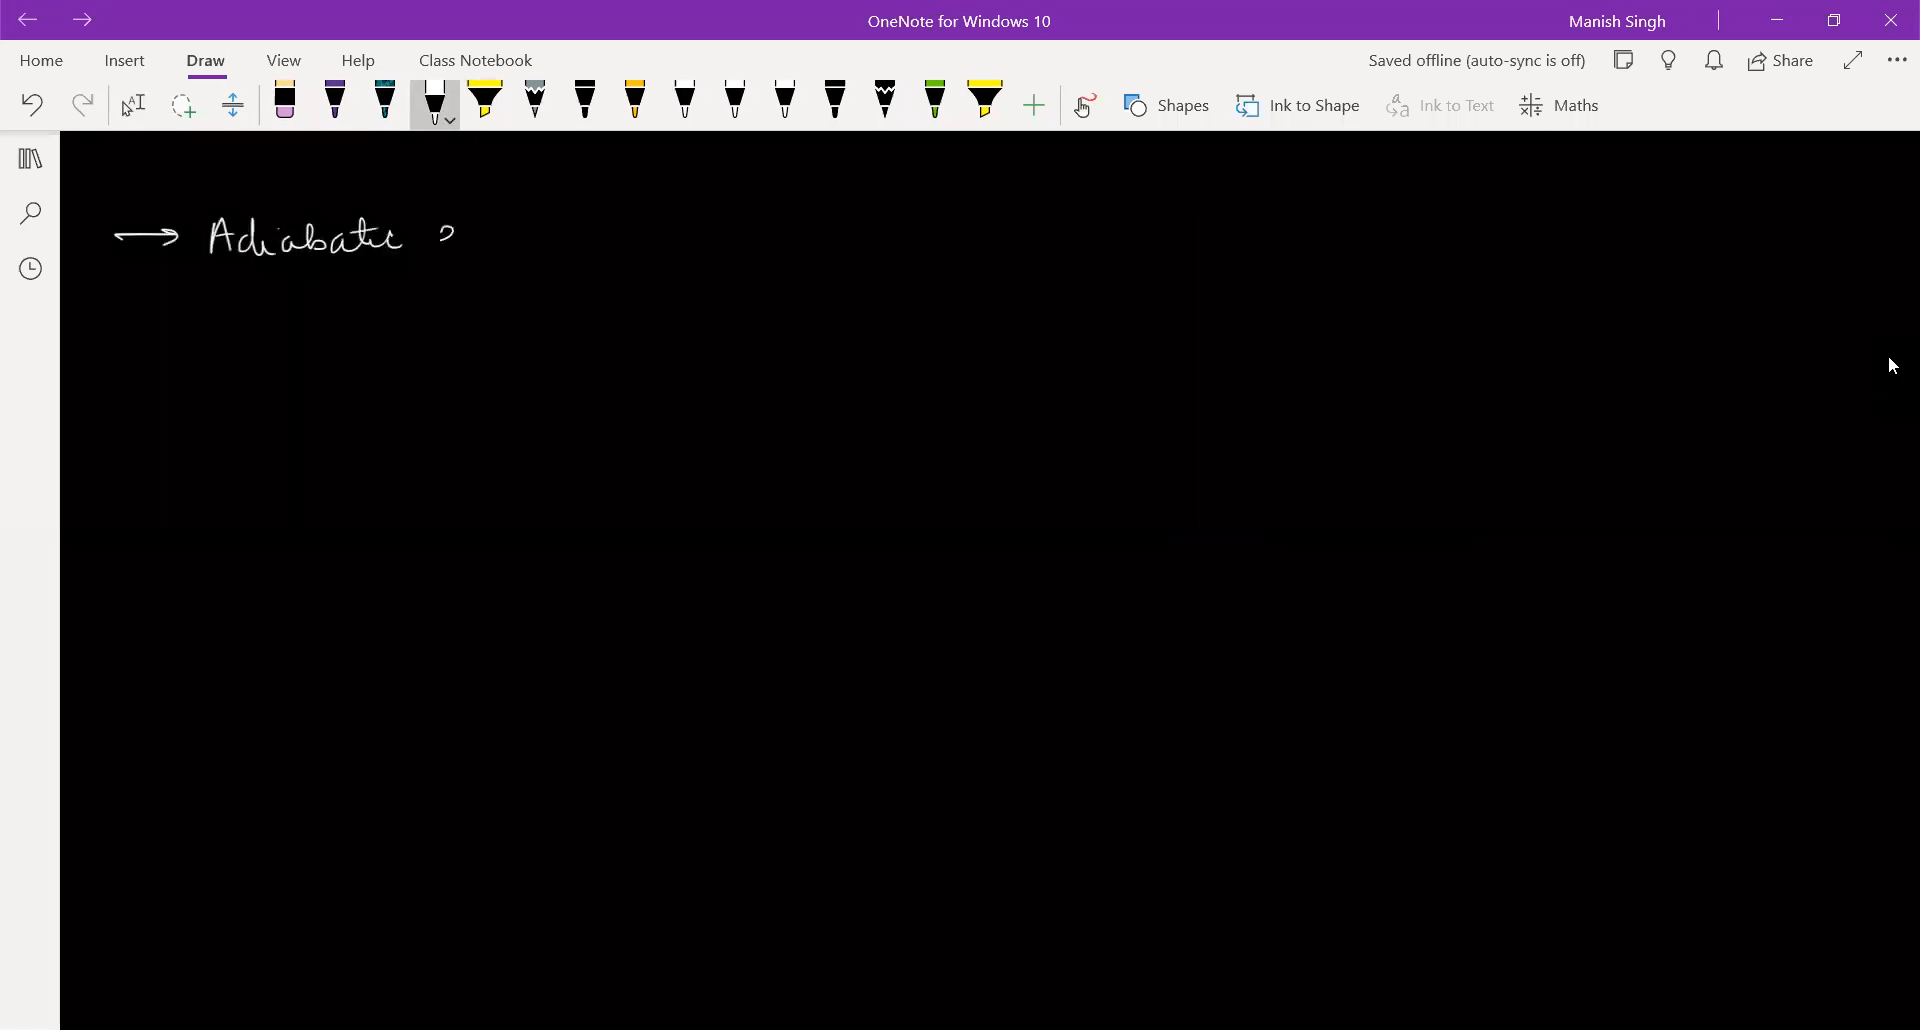 OneNote for Windows 10
Manish Singh
Home Insert Draw View Help Class Notebook
Saved offline (auto-sync is off) Share
Shapes Ink to Shape Ink to Text Maths
→ Adiabatic